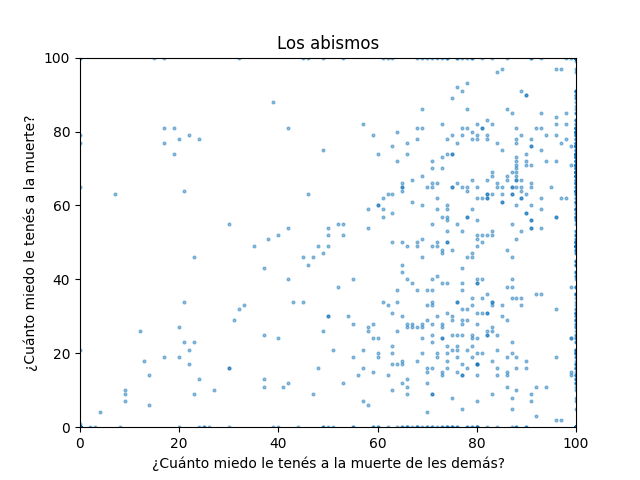 Los abismos
100
80
60
40
20
0
¿Cuánto miedo le tenés a la muerte?
0 20 40 60 80 100
¿Cuánto miedo le tenés a la muerte de les demás?